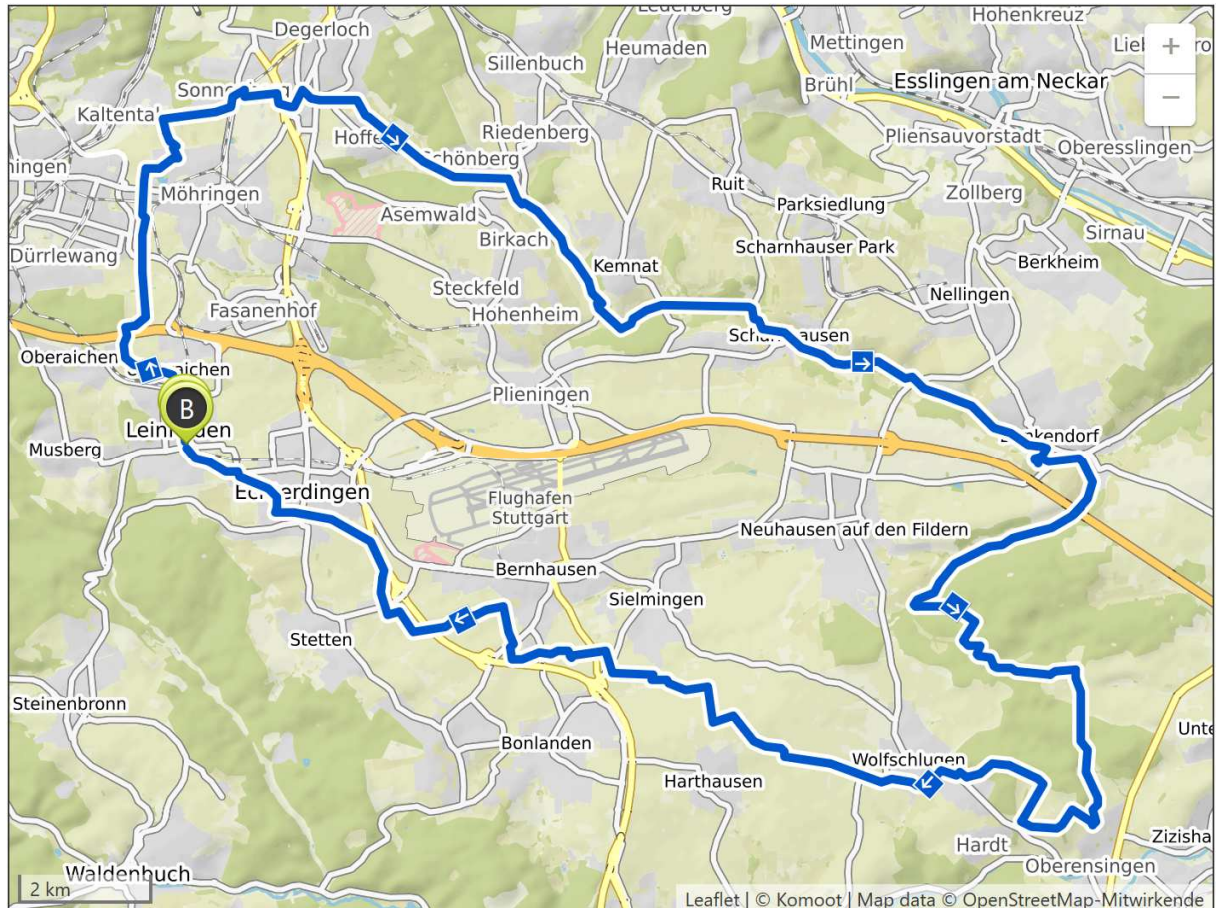 Lederberg
Hohenkreuz
Degerloch
Heumaden
Mettingen
+
Sillenbuch
Brühl
Esslingen am Neckar
−
Kaltental
Riedenberg
Pliensauvorstadt
Oberesslingen
Schönberg
Möhringen
Ruit
Zollberg
Asemwald
Parksiedlung
Dürrlewang
Birkach
Scharnhauser Park
Sirnau
Kemnat
Berkheim
Steckfeld
Nellingen
Fasanenhof
Hohenheim
Oberaichen
Plieningen
B
Musberg
Flughafen
Stuttgart
Neuhausen auf den Fildern
Bernhausen
Sielmingen
Stetten
Steinenbronn
Bonlanden
Wolfschlugen
Harthausen
Hardt
Oberensingen
Waldenbuch
2 km
Leaflet | © Komoot | Map data © OpenStreetMap-Mitwirkende